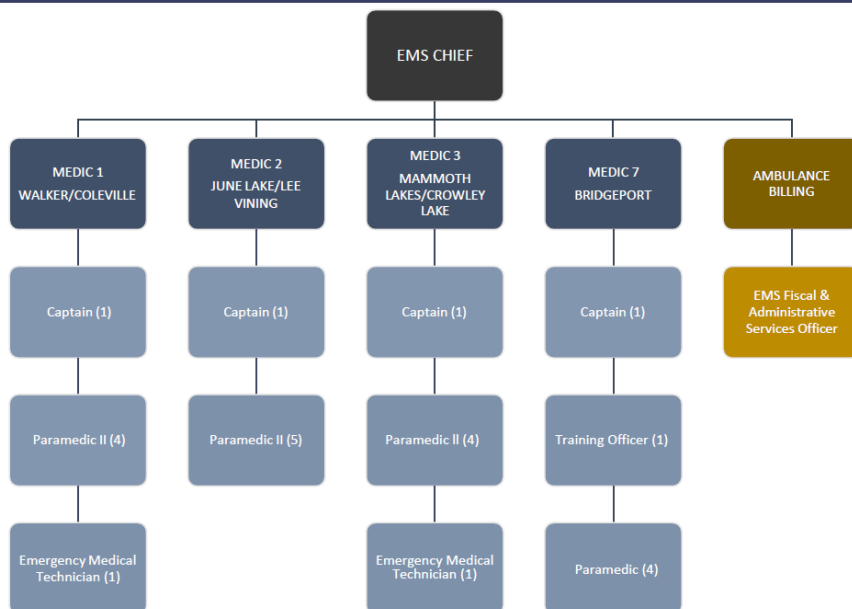 EMS CHIEF
MEDIC 1
WALKER/COLEVILLE
MEDIC 2
JUNE LAKE/LEE
VINING
MEDIC 3
MAMMOTH
LAKES/CROWLEY
LAKE
MEDIC 7
BRIDGEPORT
AMBULANCE
BILLING
Captain (1)
Captain (1)
Captain (1)
Captain (1)
EMS Fiscal &
Administrative
Services Officer
Paramedic II (4)
Paramedic II (5)
Paramedic ll (4)
Training Officer (1)
Emergency Medical
Technician (1)
Emergency Medical
Technician (1)
Paramedic (4)